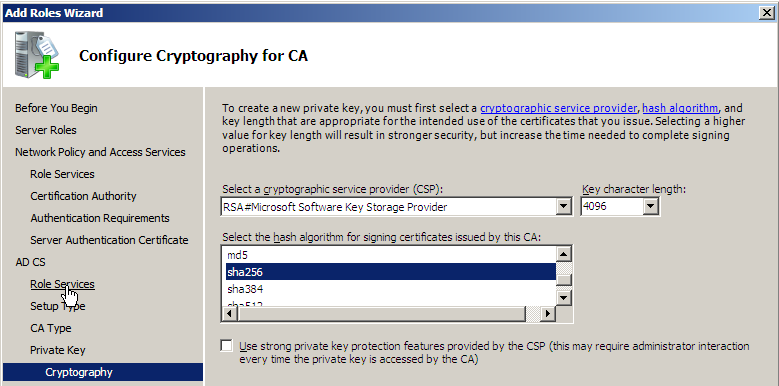 Add Roles Wizard
Configure Cryptography for CA
Before You Begin
Server Roles
Network Policy and Access Services
Role Services
Certification Authority
Authentication Requirements
Server Authentication Certificate
AD CS
Role Services
Setup Type
CA Type
Private Key
Cryptography
To create a new private key, you must first select a cryptographic service provider, hash algorithm, and
key length that are appropriate for the intended use of the certificates that you issue. Selecting a higher
value for key length will result in stronger security, but increase the time needed to complete signing
operations.
Select a cryptographic service provider (CSP):
Key character length:
RSA#Microsoft Software Key Storage Provider
4096
Select the hash algorithm for signing certificates issued by this CA:
md5
sha256
sha384
sha512
Use strong private key protection features provided by the CSP (this may require administrator interaction
every time the private key is accessed by the CA)